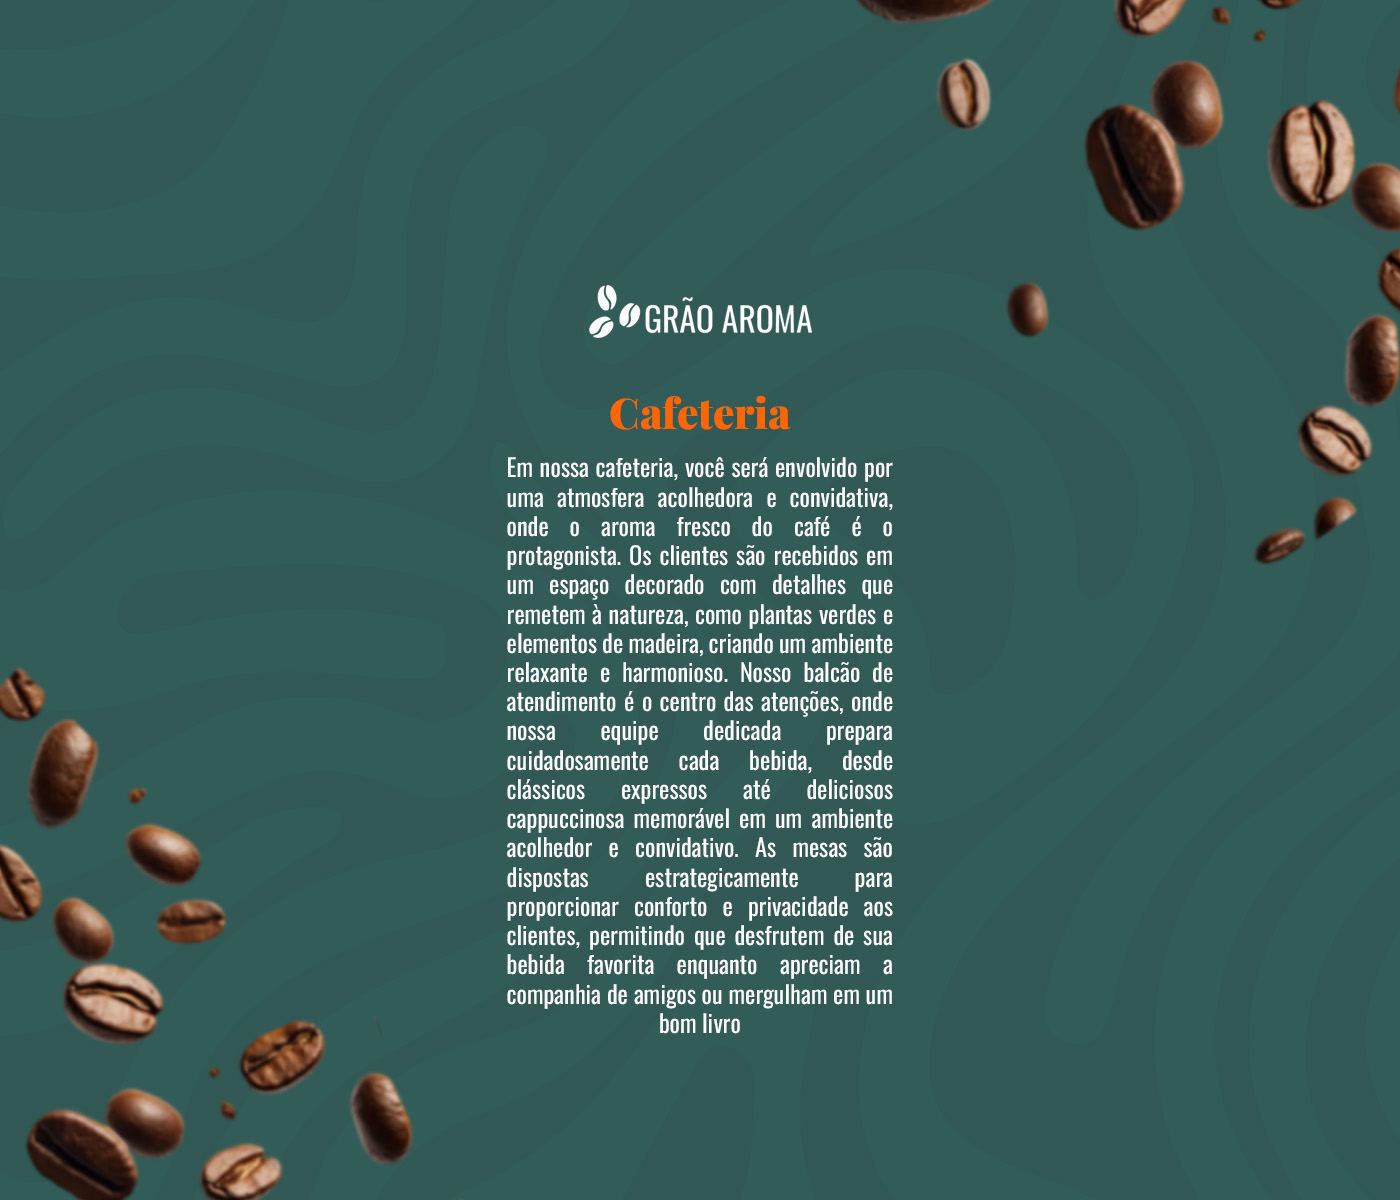 GRÃO AROMA
Cafeteria
Em nossa cafeteria, você será envolvido por
uma atmosfera acolhedora e convidativa,
onde o aroma fresco do café é o
protagonista. Os clientes são recebidos em
um espaço decorado com detalhes que
remetem à natureza, como plantas verdes e
elementos de madeira, criando um ambiente
relaxante e harmonioso. Nosso balcão de
atendimento é o centro das atenções, onde
nossa equipe dedicada prepara
cuidadosamente cada bebida, desde
clássicos expressos até deliciosos
cappuccinosa memorável em um ambiente
acolhedor e convidativo. As mesas são
dispostas estrategicamente para
proporcionar conforto e privacidade aos
clientes, permitindo que desfrutem de sua
bebida favorita enquanto apreciam a
companhia de amigos ou mergulham em um
bom livro